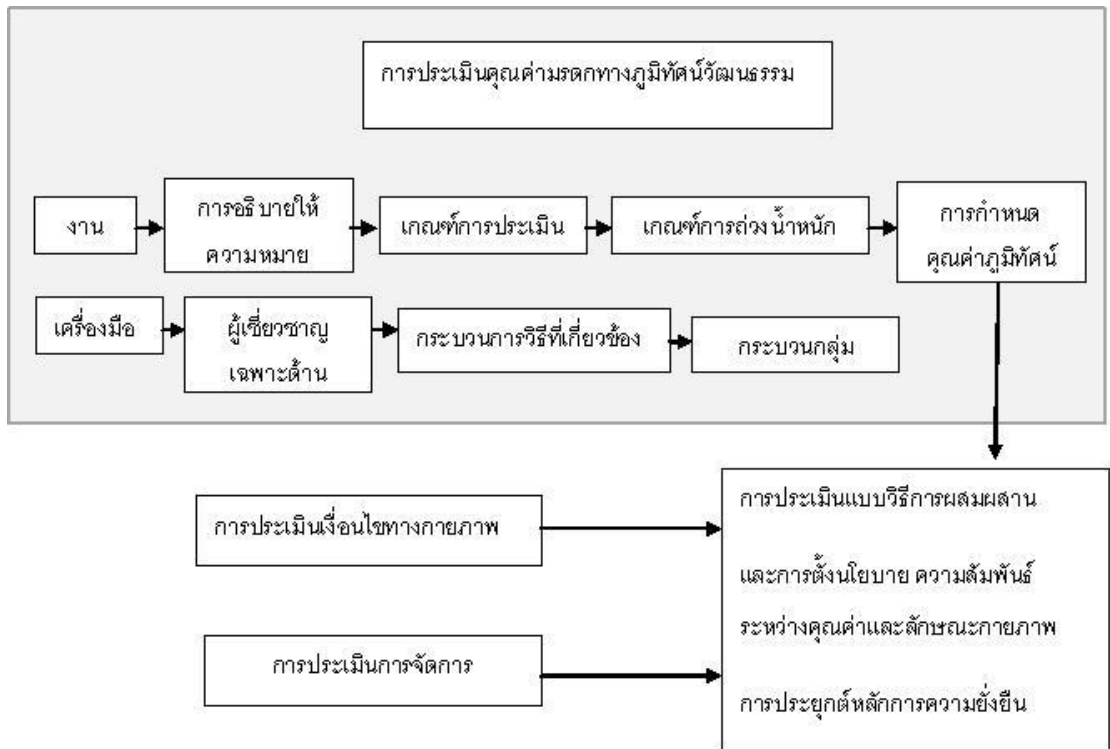 การประเมินคุณค่ามรดกทางภูมิทัศน์วัฒนธรรม
งาน
การอธิบายให้
ความหมาย
เกณฑ์การประเมิน
เกณฑ์การถ่วงน้ำหนัก
การกำหนด
คุณค่าภูมิทัศน์
เครื่องมือ
ผู้เชี่ยวชาญ
เฉพาะด้าน
กระบวนการวิธีที่เกี่ยวข้อง
กระบวนกลุ่ม
การประเมินเงื่อนไขทางกายภาพ
การประเมินการจัดการ
การประเมินแบบวิธีการผสมผสาน
และการตั้งนโยบาย ความสัมพันธ์
ระหว่างคุณค่าและลักษณะกายภาพ
การประยุกต์หลักการความยั่งยืน